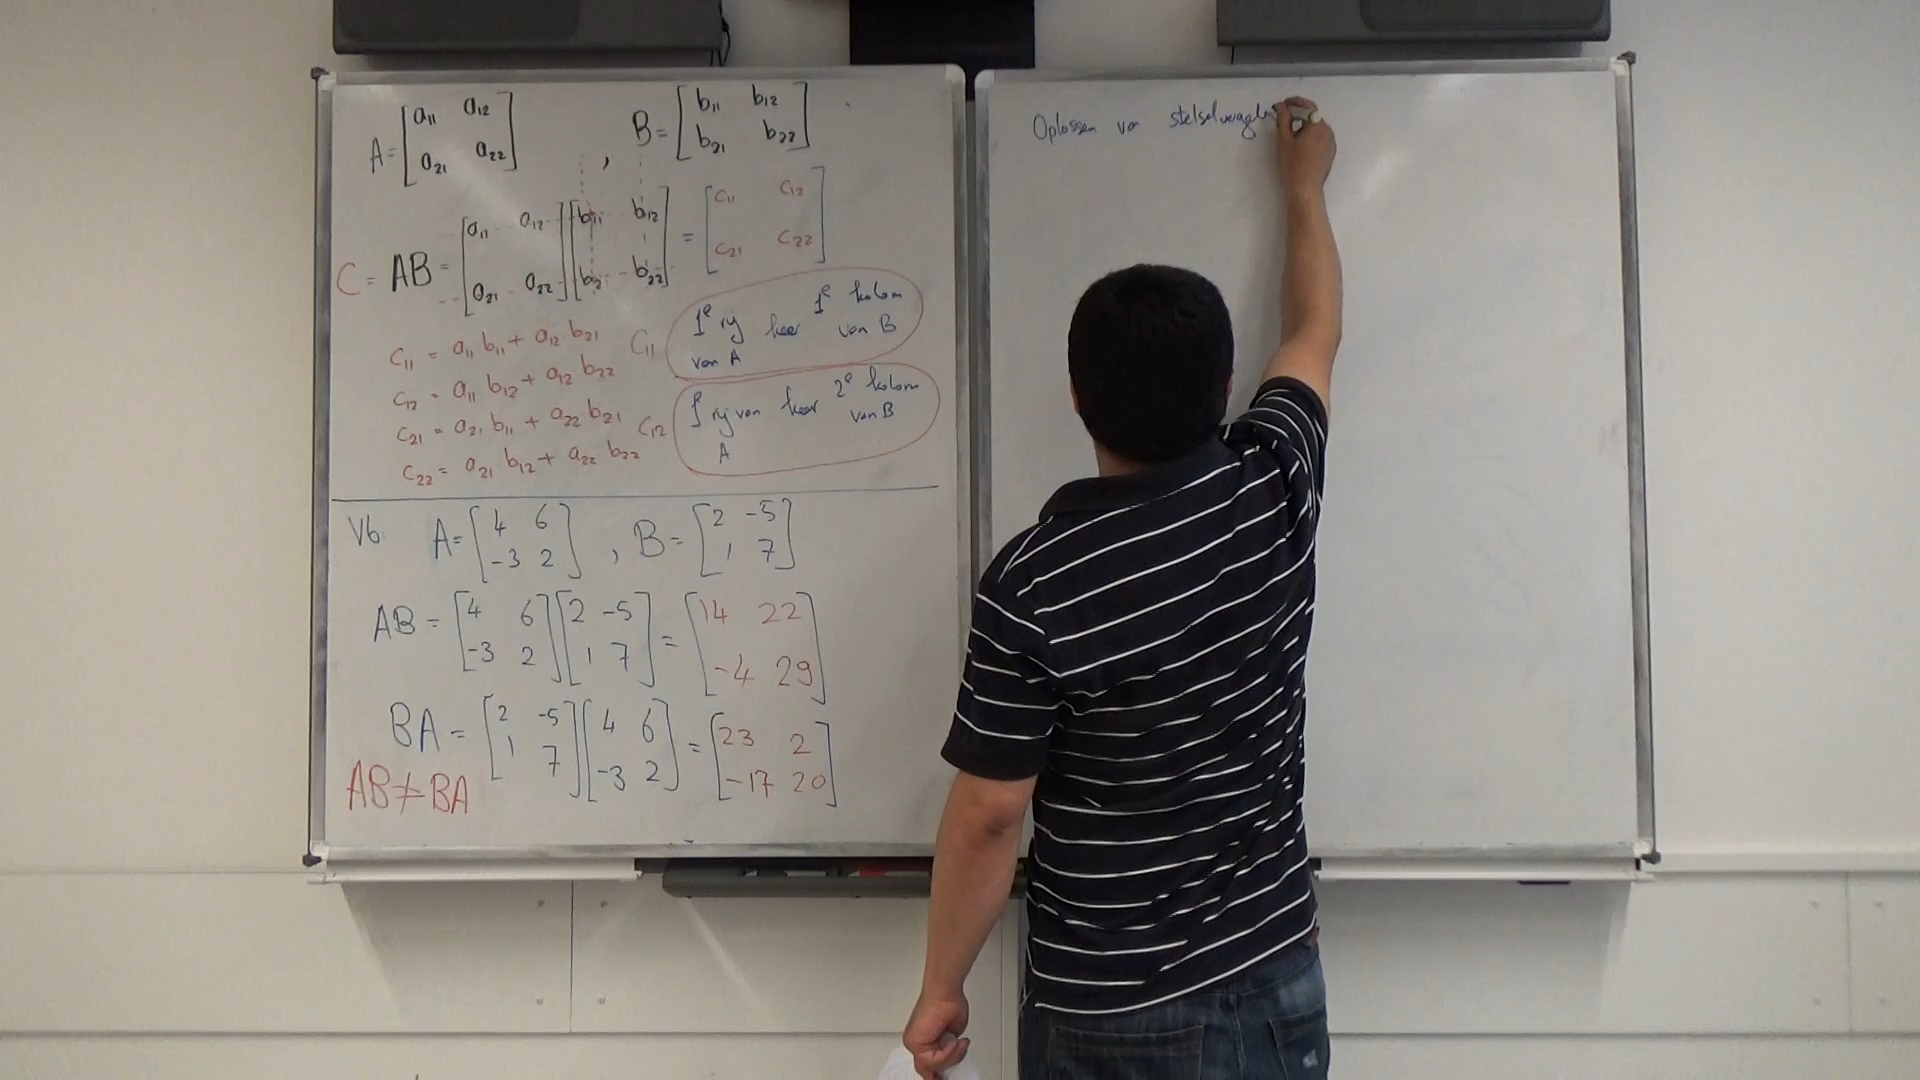 A = [a11 a12; a21 a22] , B = [b11 b12; b21 b22]
C = AB = [a11 a12; a21 a22] [b11 b12; b2 b22] = [c11 c12; c21 c22]
c11 = a11 b11 + a12 b21
c12 = a11 b12 + a12 b22
c21 = a21 b11 + a22 b21
c22 = a21 b12 + a22 b22
C11 1e rij keer 1e kolom
van A van B
C12 rij van keer 2e kolom
A van B
Vb A = [4 6; -3 2] , B = [2 -5; 1 7]
AB = [4 6; -3 2] [2 -5; 1 7] = [14 22; -4 29]
BA = [2 -5; 1 7] [4 6; -3 2] = [23 2; -17 20]
AB ≠ BA
Oplossen van